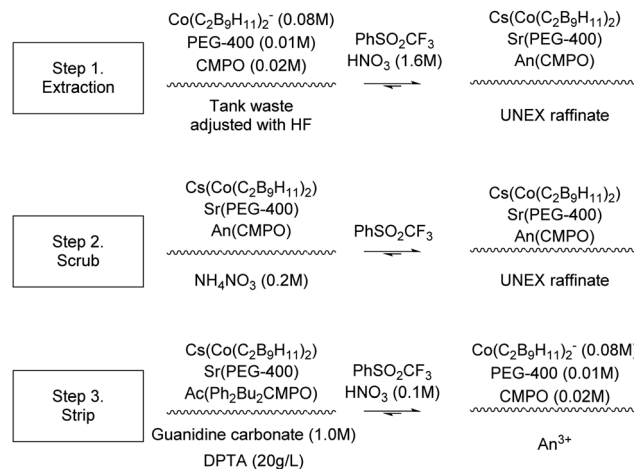 Step 1.
Extraction
Co(C₂B₉H₁₁)₂⁻ (0.08M)
PEG-400 (0.01M)
CMPO (0.02M)
Tank waste
adjusted with HF
PhSO₂CF₃
HNO₃ (1.6M)
Cs(Co(C₂B₉H₁₁)₂)
Sr(PEG-400)
An(CMPO)
UNEX raffinate
Step 2.
Scrub
Cs(Co(C₂B₉H₁₁)₂)
Sr(PEG-400)
An(CMPO)
NH₄NO₃ (0.2M)
PhSO₂CF₃
Cs(Co(C₂B₉H₁₁)₂)
Sr(PEG-400)
An(CMPO)
UNEX raffinate
Step 3.
Strip
Cs(Co(C₂B₉H₁₁)₂)
Sr(PEG-400)
Ac(Ph₂Bu₂CMPO)
Guanidine carbonate (1.0M)
DPTA (20g/L)
PhSO₂CF₃
HNO₃ (0.1M)
Co(C₂B₉H₁₁)₂⁻ (0.08M)
PEG-400 (0.01M)
CMPO (0.02M)
An³⁺